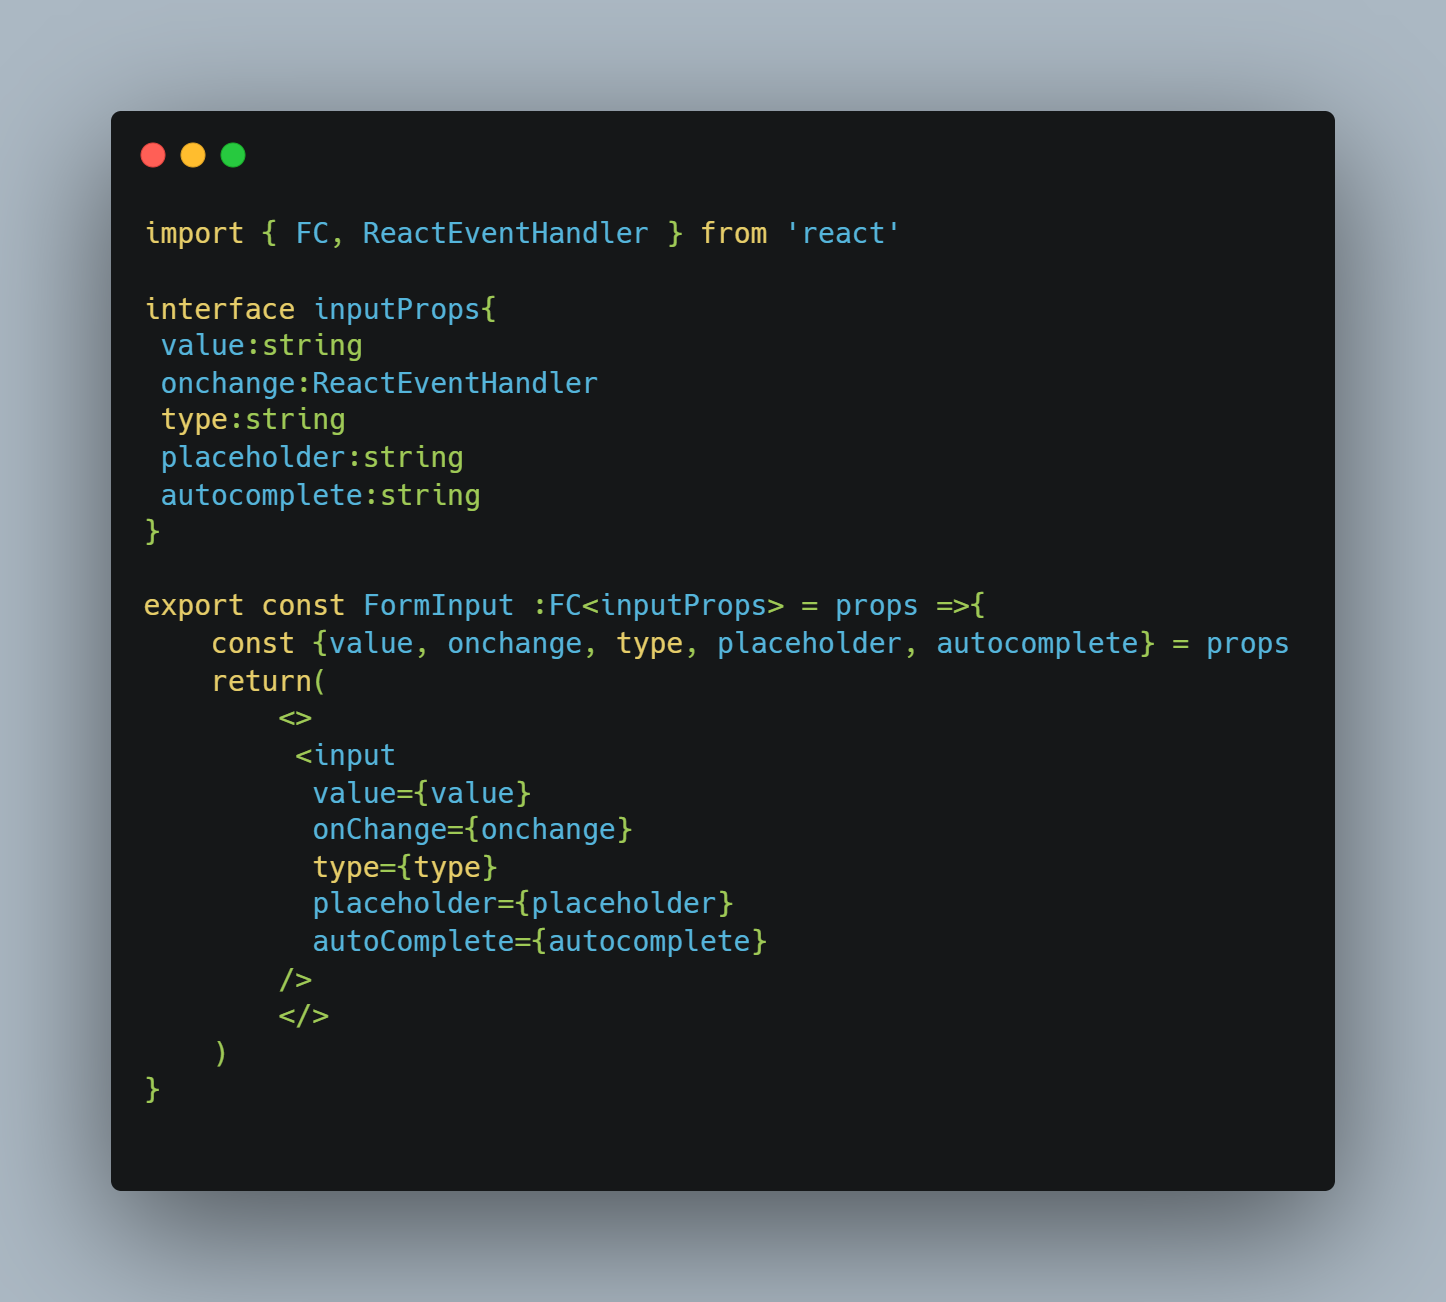 import { FC, ReactEventHandler } from 'react'

interface inputProps{
 value:string
 onchange:ReactEventHandler
 type:string
 placeholder:string
 autocomplete:string
}

export const FormInput :FC<inputProps> = props =>{
    const {value, onchange, type, placeholder, autocomplete} = props
    return(
        <>
         <input
          value={value}
          onChange={onchange}
          type={type}
          placeholder={placeholder}
          autoComplete={autocomplete}
        />
        </>
    )
}